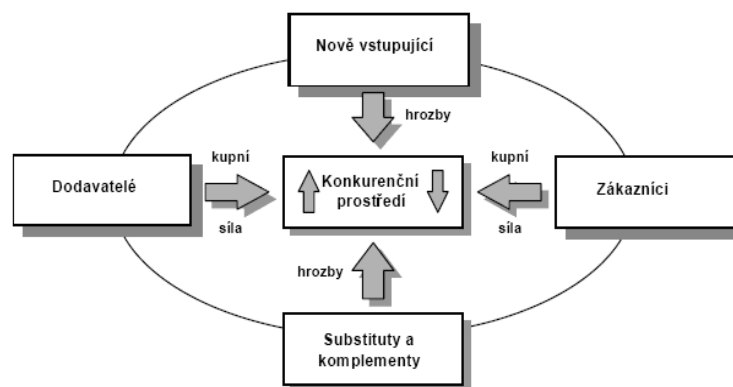 Nově vstupující
hrozby
kupní
Dodavatelé
síla
Konkurenční
prostředí
kupní
Zákazníci
síla
hrozby
Substituty a
komplementy